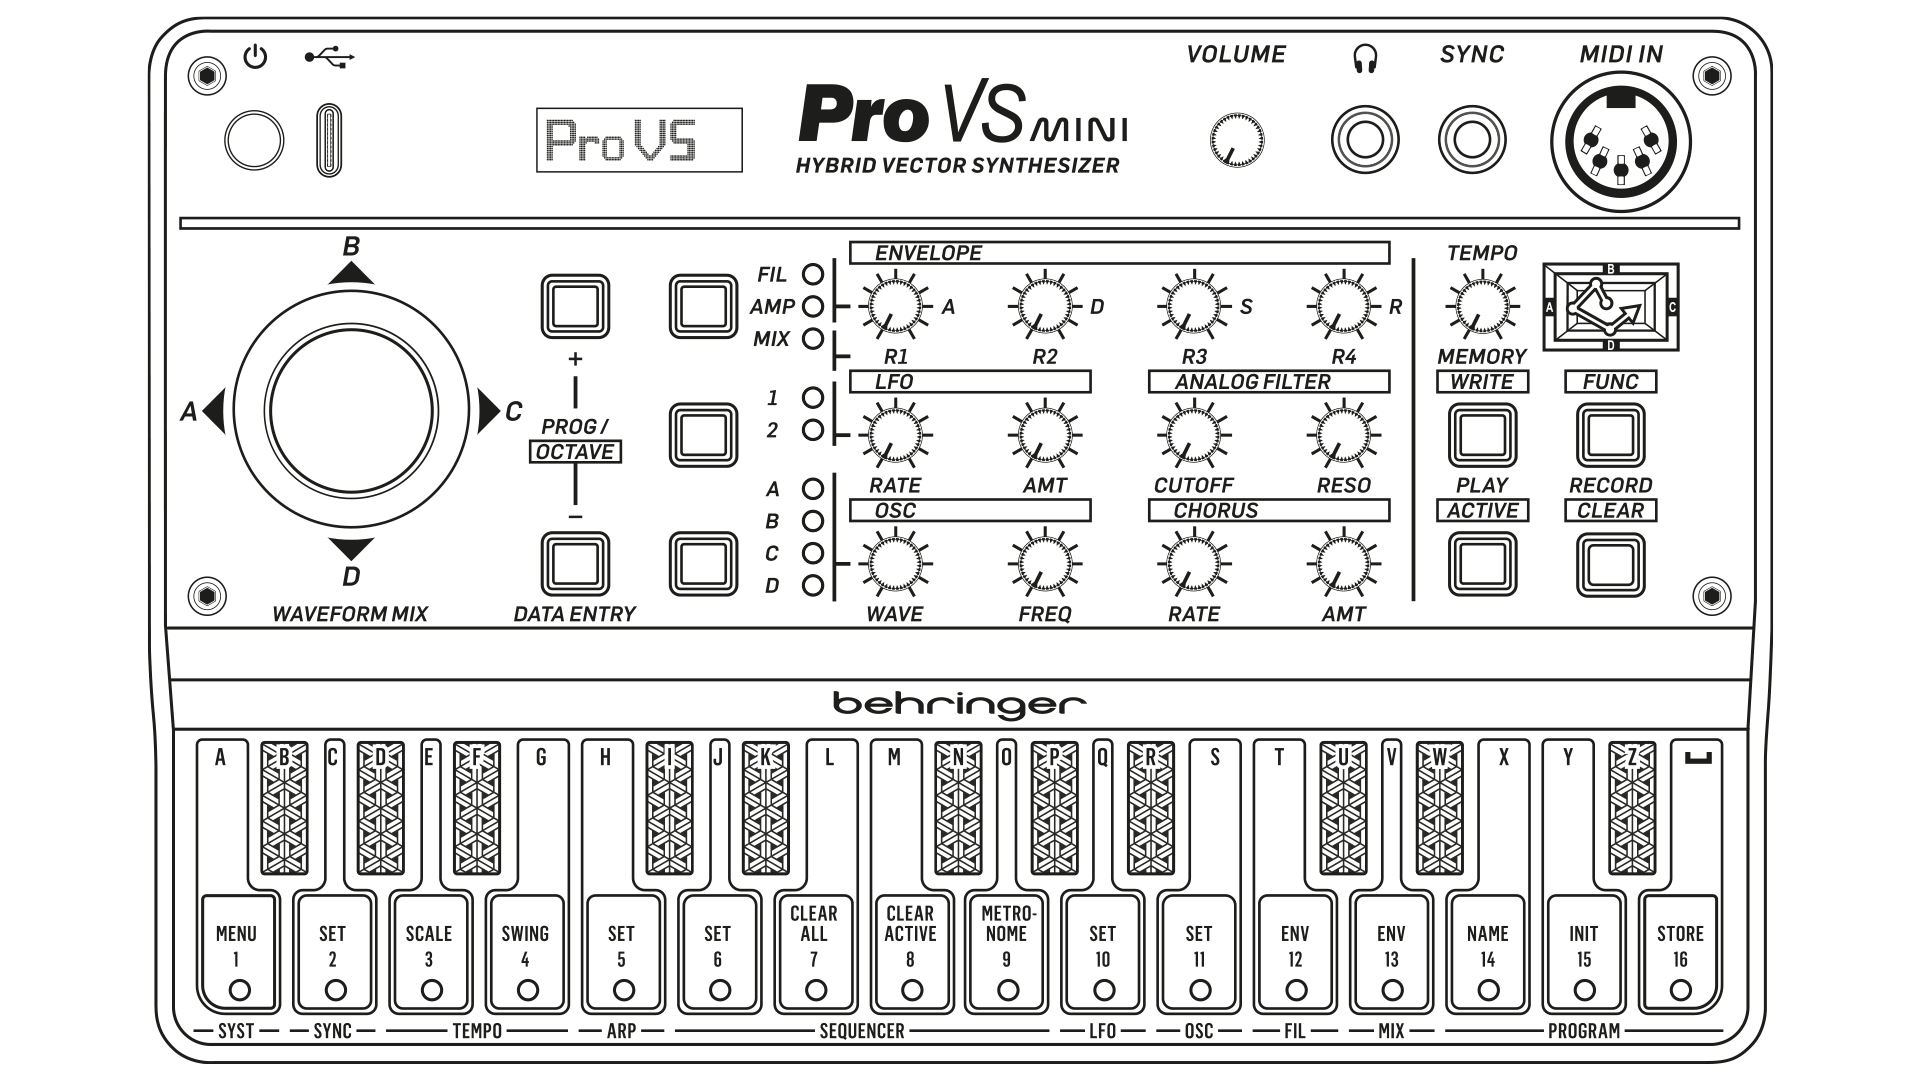 VOLUME
SYNC
MIDI IN
ProVS
Pro VS MINI
HYBRID VECTOR SYNTHESIZER
B
A
C
D
WAVEFORM MIX
+
PROG /
OCTAVE
−
DATA ENTRY
FIL
AMP
MIX
1
2
A
B
C
D
ENVELOPE
A
D
S
R
R1
R2
R3
R4
LFO
ANALOG FILTER
RATE
AMT
CUTOFF
RESO
OSC
CHORUS
WAVE
FREQ
RATE
AMT
TEMPO
B
A
C
D
MEMORY
WRITE
FUNC
PLAY
ACTIVE
RECORD
CLEAR
behringer
A B C D E F G H I J K L M N O P Q R S T U V W X Y Z
MENU
1
SET
2
SCALE
3
SWING
4
SET
5
SET
6
CLEAR
ALL
7
CLEAR
ACTIVE
8
METRO-
NOME
9
SET
10
SET
11
ENV
12
ENV
13
NAME
14
INIT
15
STORE
16
SYST
SYNC
TEMPO
ARP
SEQUENCER
LFO
OSC
FIL
MIX
PROGRAM